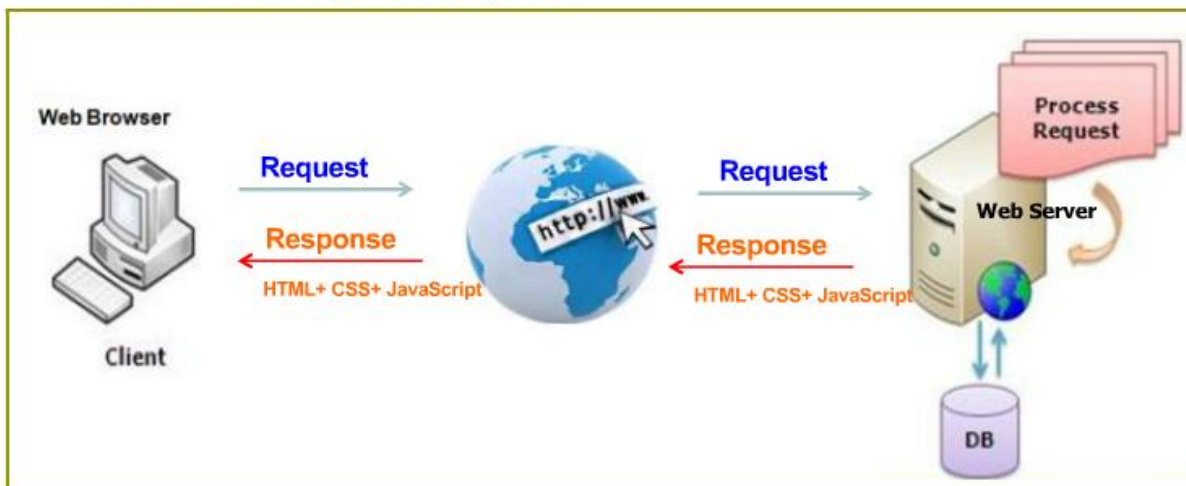 Web Browser
Client
Request
Response
HTML+ CSS+ JavaScript
http://www.
Request
Response
HTML+ CSS+ JavaScript
Process
Request
Web Server
DB